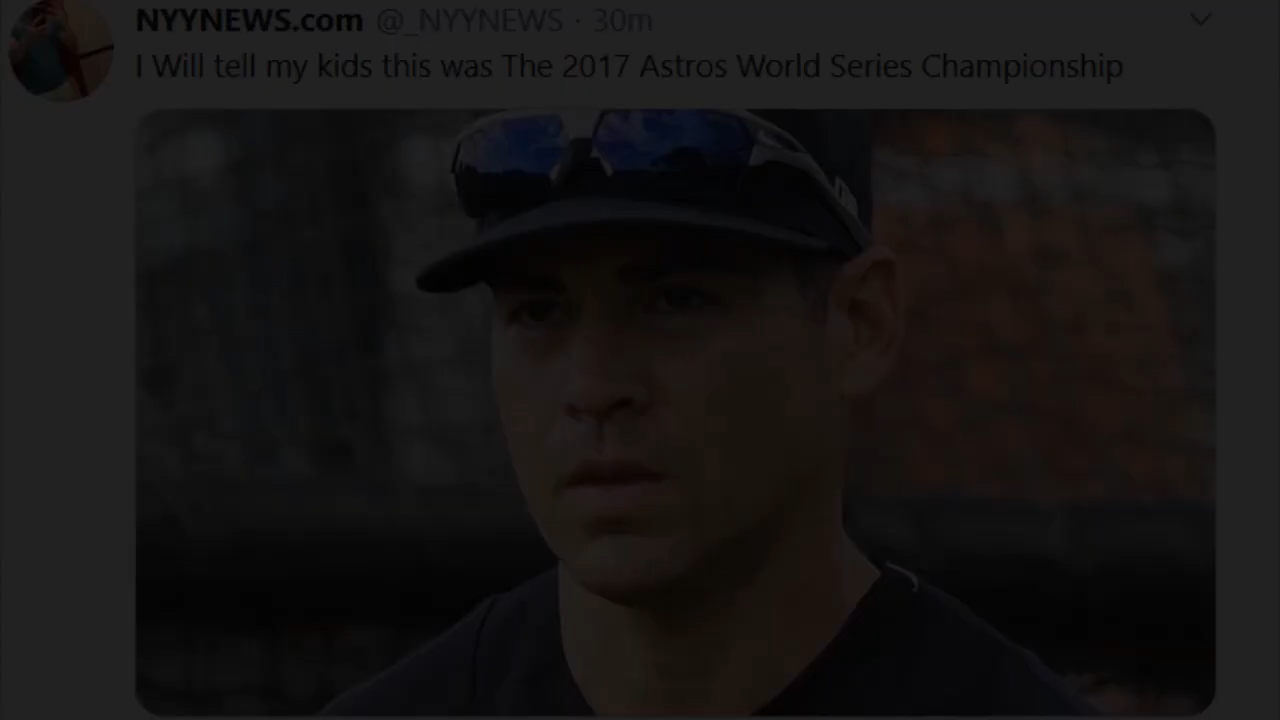 NYYNEWS.com @_NYYNEWS · 30m
I Will tell my kids this was The 2017 Astros World Series Championship